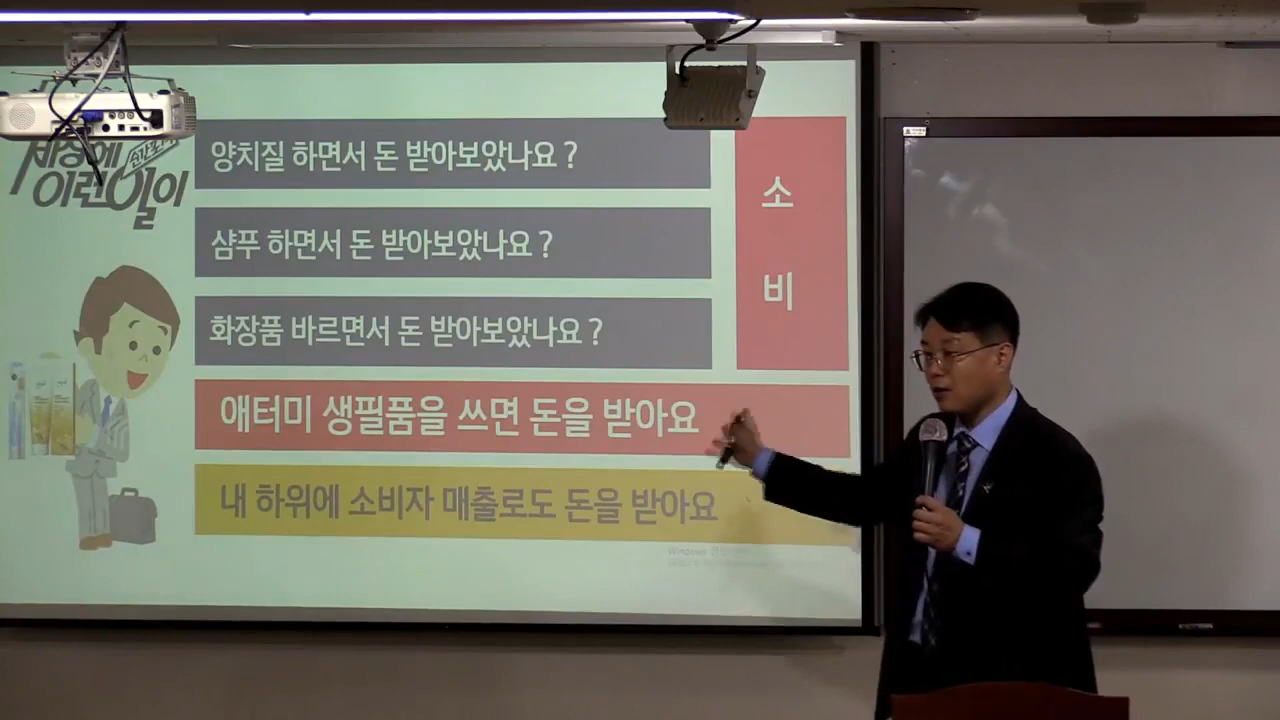 세상에
이런일이
양치질 하면서 돈 받아보았나요 ?
샴푸 하면서 돈 받아보았나요 ?
화장품 바르면서 돈 받아보았나요 ?
소
비
애터미 생필품을 쓰면 돈을 받아요
내 하위에 소비자 매출로도 돈을 받아요
Windows